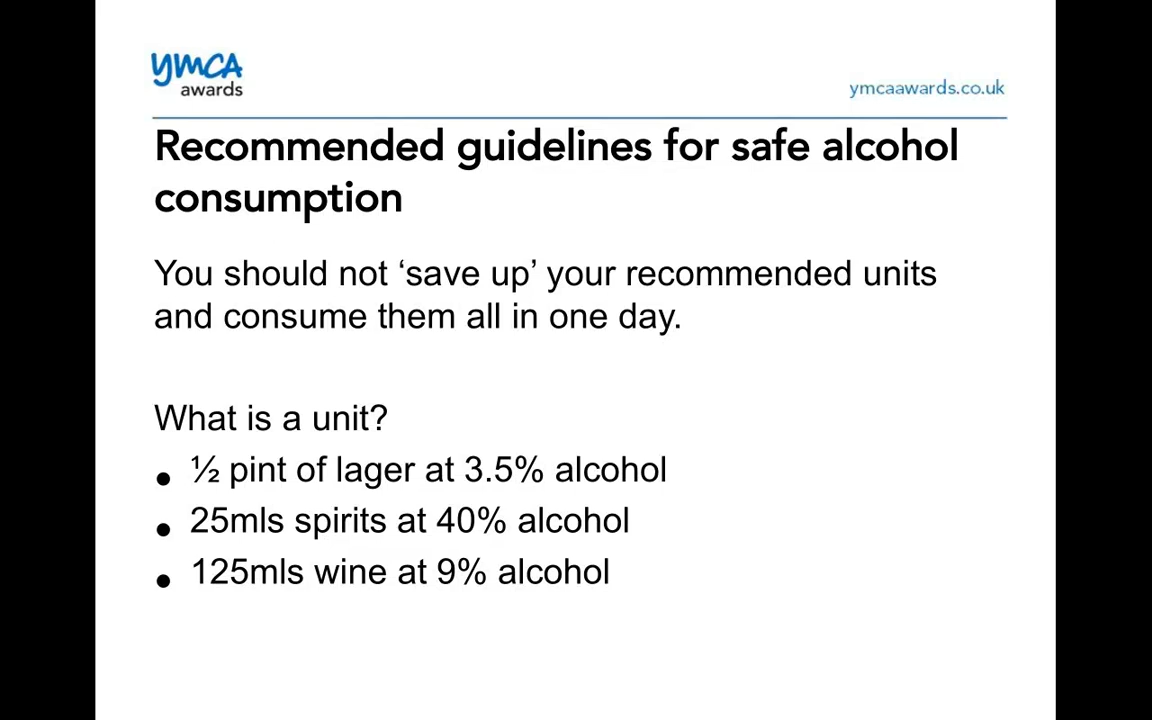 ymca
awards
ymcaawards.co.uk
Recommended guidelines for safe alcohol
consumption
You should not ‘save up’ your recommended units
and consume them all in one day.
What is a unit?
• ½ pint of lager at 3.5% alcohol
• 25mls spirits at 40% alcohol
• 125mls wine at 9% alcohol